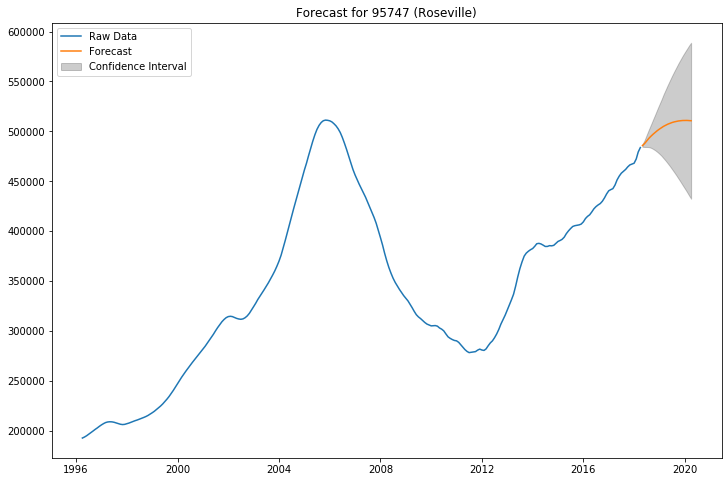 Forecast for 95747 (Roseville)
Raw Data
Forecast
Confidence Interval
600000
550000
500000
450000
400000
350000
300000
250000
200000
1996 2000 2004 2008 2012 2016 2020